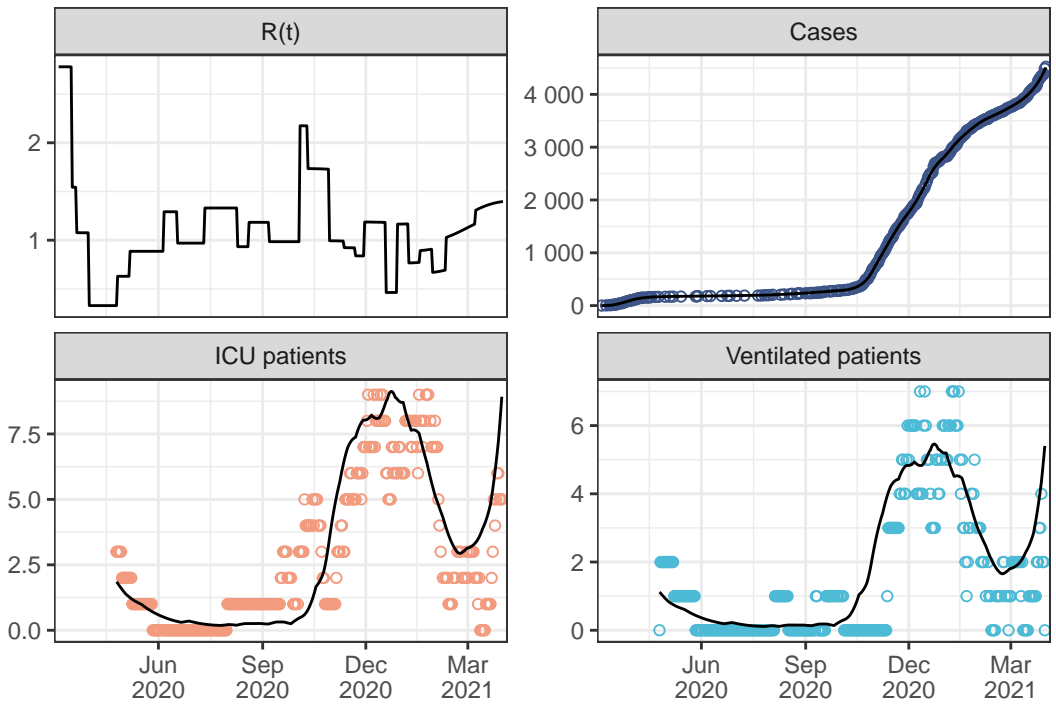 R(t)
Cases
2
1
4 000
3 000
2 000
1 000
0
ICU patients
Ventilated patients
7.5
5.0
2.5
0.0
6
4
2
0
Jun Sep Dec Mar
2020 2020 2020 2021
Jun Sep Dec Mar
2020 2020 2020 2021